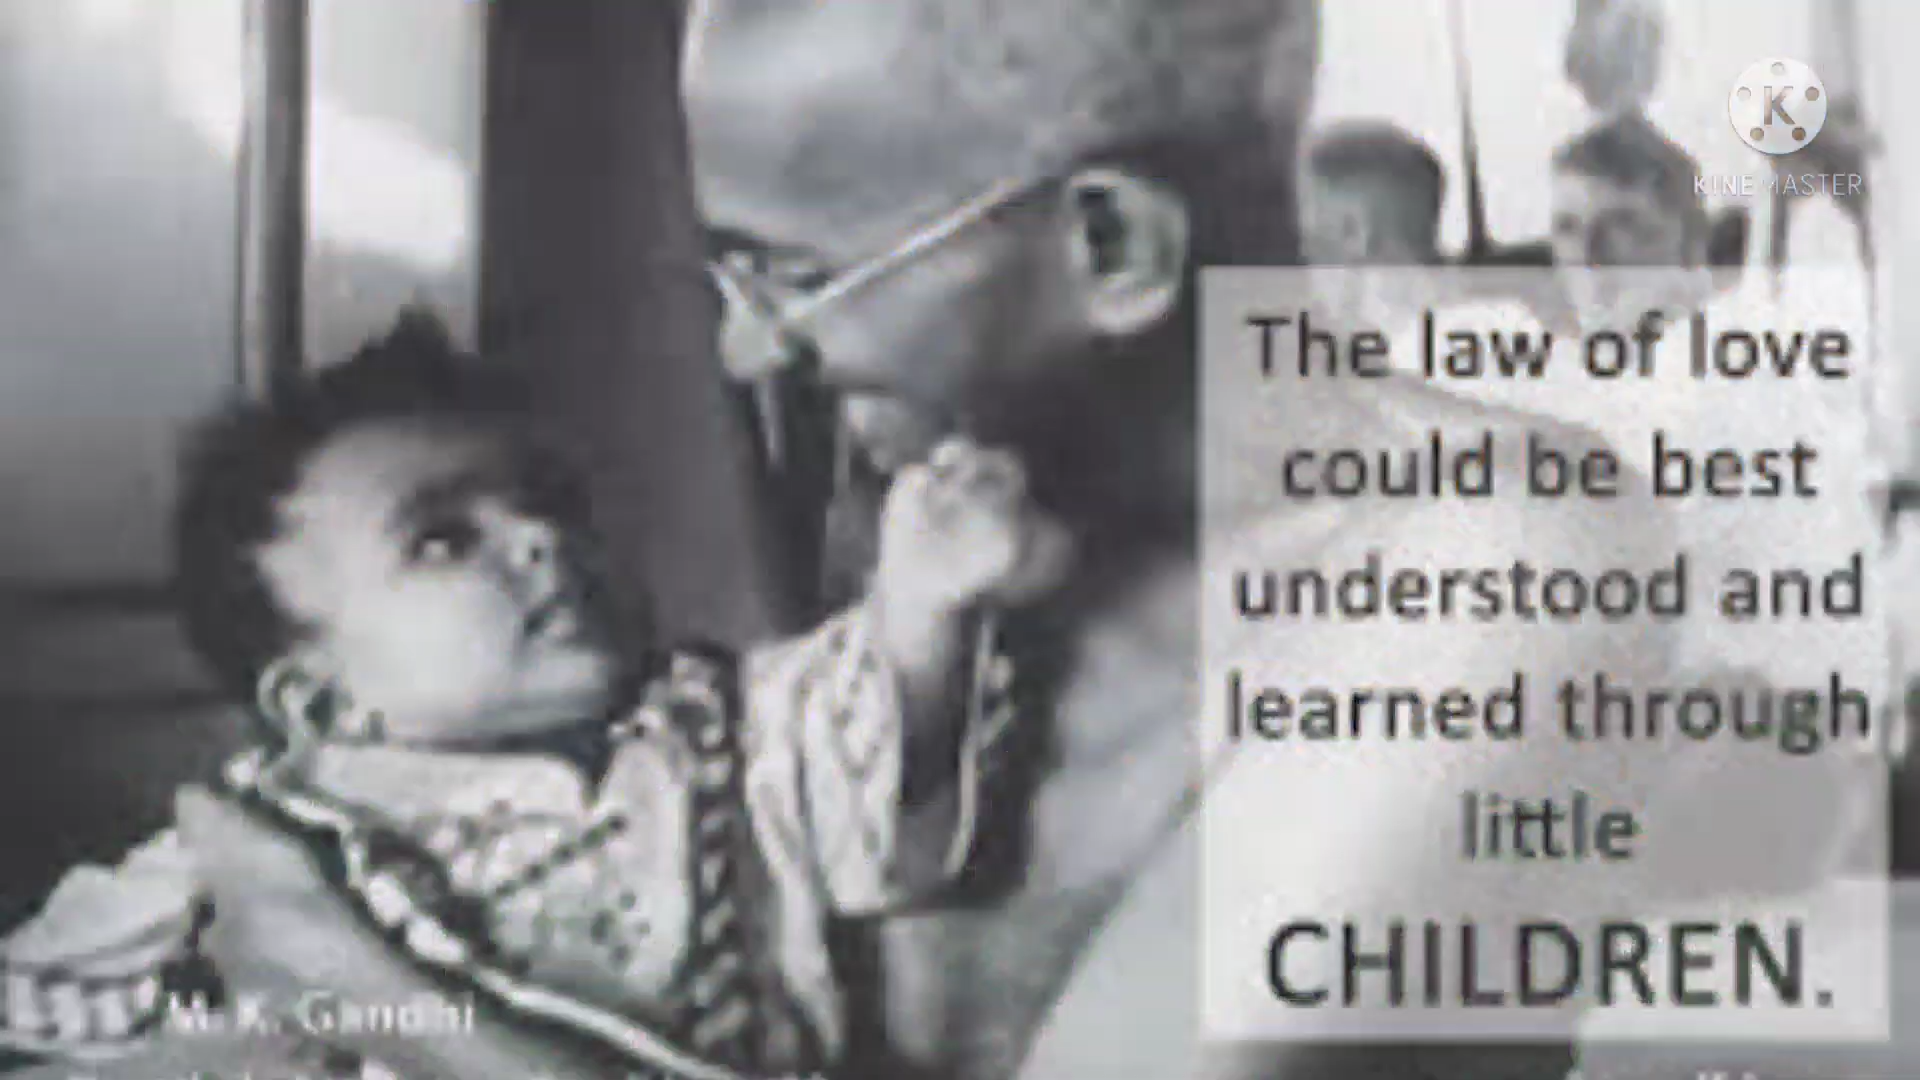 KINEMASTER
The law of love
could be best
understood and
learned through
little
CHILDREN.
M. K. Gandhi